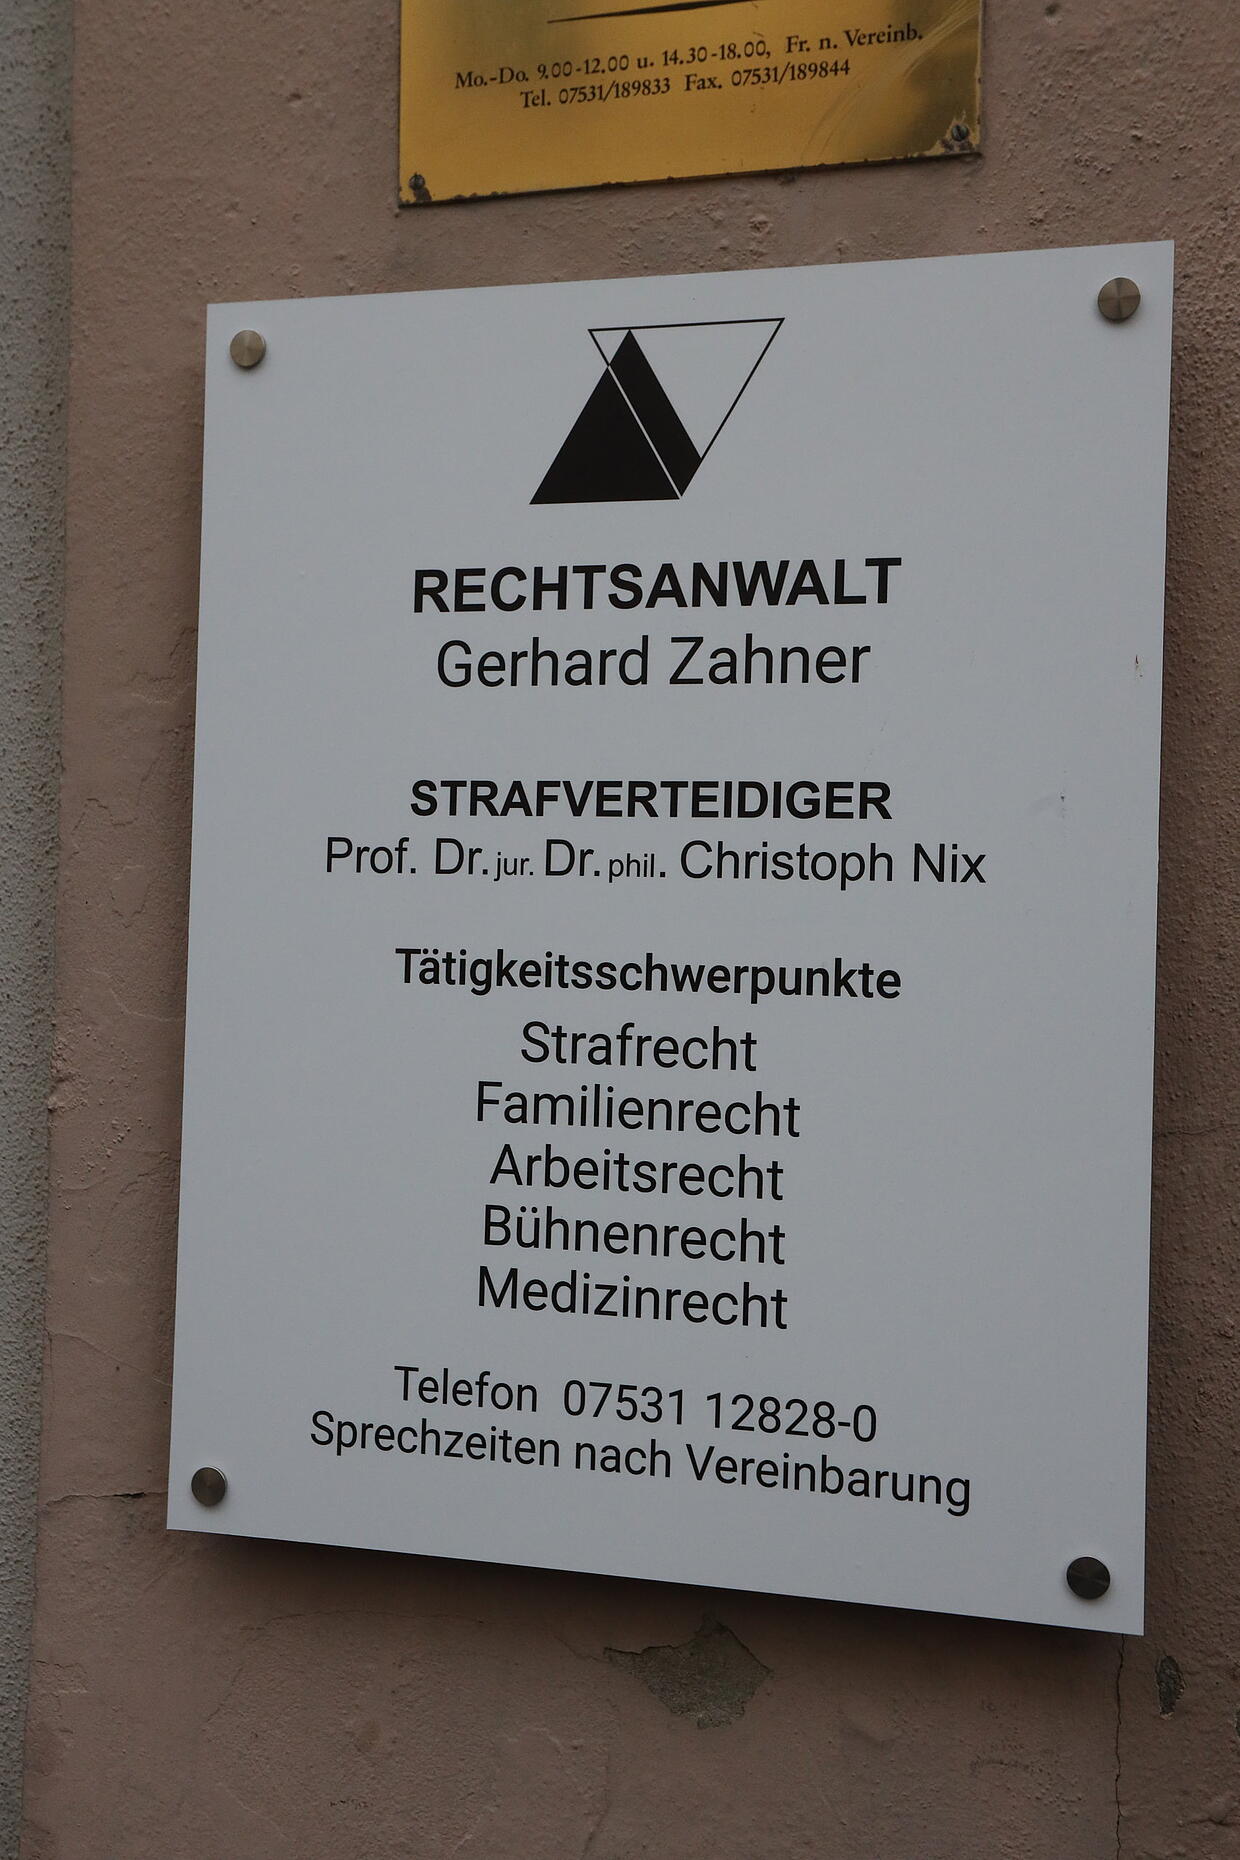 Mo.-Do. 9.00-12.00 u. 14.30-18.00, Fr. n. Vereinb.
Tel. 07531/189833 Fax. 07531/189844
RECHTSANWALT
Gerhard Zahner
STRAFVERTEIDIGER
Prof. Dr. jur. Dr. phil. Christoph Nix
Tätigkeitsschwerpunkte
Strafrecht
Familienrecht
Arbeitsrecht
Bühnenrecht
Medizinrecht
Telefon 07531 12828-0
Sprechzeiten nach Vereinbarung